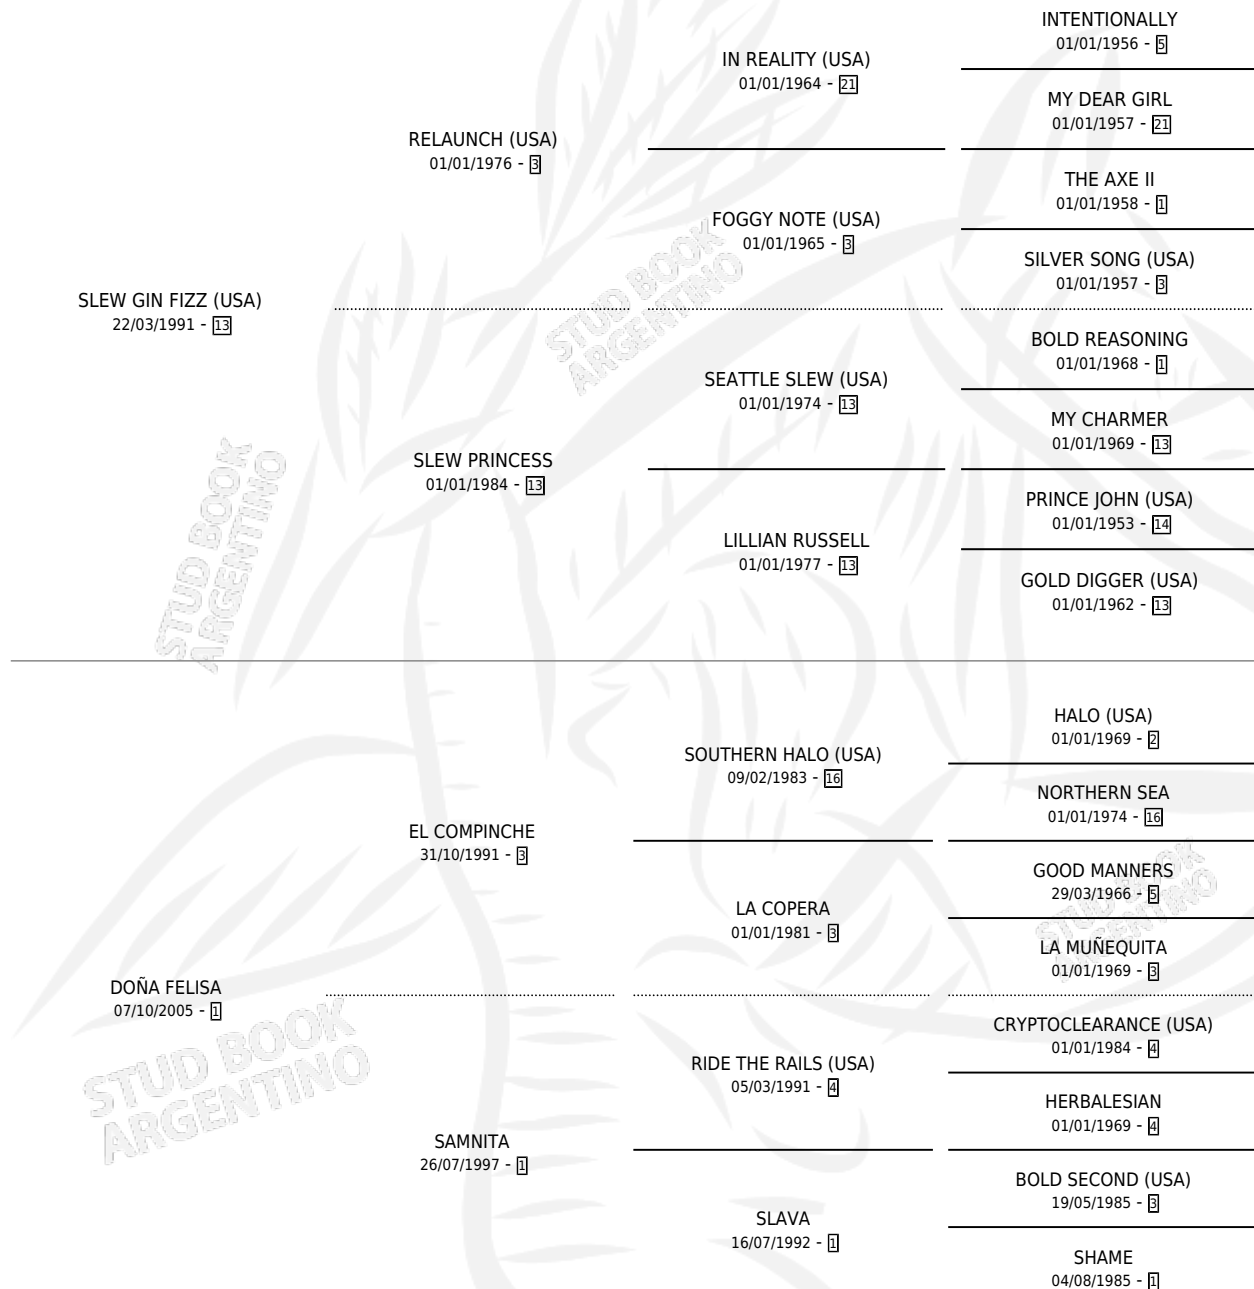 INTENTIONALLY
01/01/1956 - 5
IN REALITY (USA)
01/01/1964 - 21
MY DEAR GIRL
01/01/1957 - 21
RELAUNCH (USA)
01/01/1976 - 3
THE AXE II
01/01/1958 - 1
FOGGY NOTE (USA)
01/01/1965 - 3
SILVER SONG (USA)
01/01/1957 - 3
SLEW GIN FIZZ (USA)
22/03/1991 - 13
BOLD REASONING
01/01/1968 - 1
SEATTLE SLEW (USA)
01/01/1974 - 13
MY CHARMER
01/01/1969 - 13
SLEW PRINCESS
01/01/1984 - 13
PRINCE JOHN (USA)
01/01/1953 - 14
LILLIAN RUSSELL
01/01/1977 - 13
GOLD DIGGER (USA)
01/01/1962 - 13
HALO (USA)
01/01/1969 - 2
SOUTHERN HALO (USA)
09/02/1983 - 16
NORTHERN SEA
01/01/1974 - 16
EL COMPINCHE
31/10/1991 - 3
GOOD MANNERS
29/03/1966 - 5
LA COPERA
01/01/1981 - 3
LA MUÑEQUITA
01/01/1969 - 3
DOÑA FELISA
07/10/2005 - 1
CRYPTOCLEARANCE (USA)
01/01/1984 - 4
RIDE THE RAILS (USA)
05/03/1991 - 4
HERBALESIAN
01/01/1969 - 4
SAMNITA
26/07/1997 - 1
BOLD SECOND (USA)
19/05/1985 - 3
SLAVA
16/07/1992 - 1
SHAME
04/08/1985 - 1
STUD BOOK
ARGENTINO
STUD BOOK
ARGENTINO
STUD BOOK
ARGENTINO
STUD BOOK
ARGENTINO